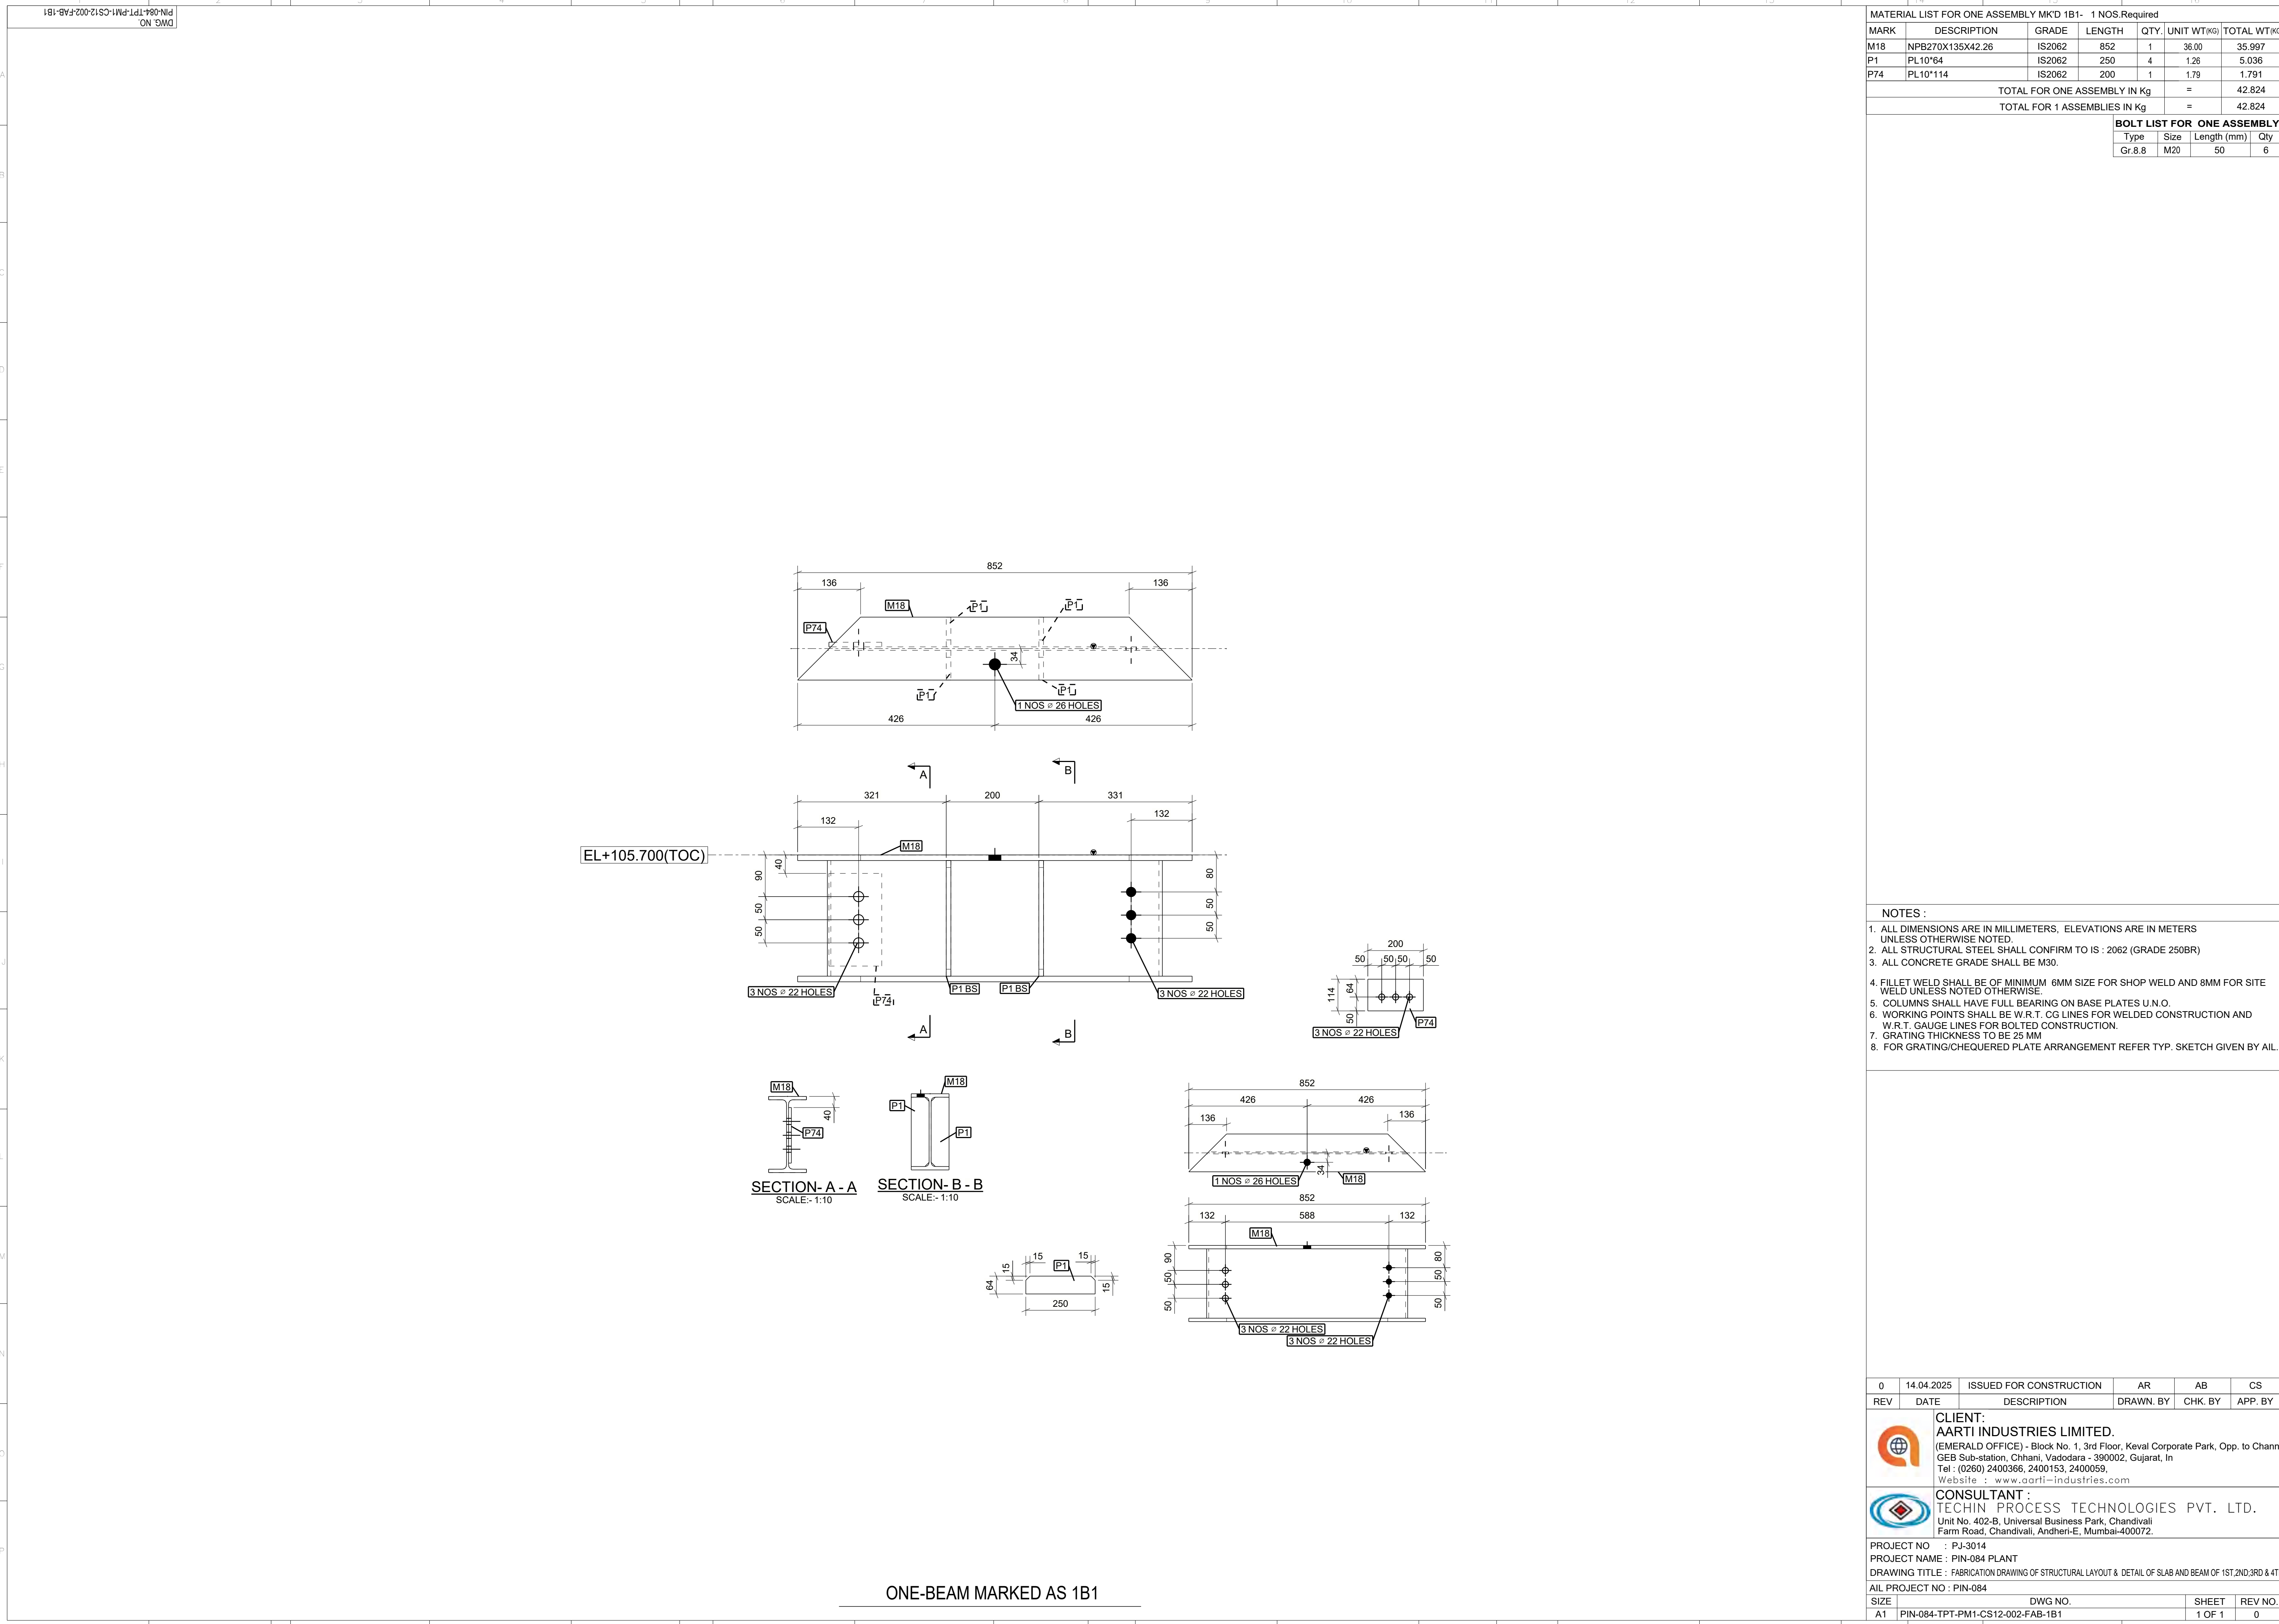 DWG. NO.
PIN-084-TPT-PM1-CS12-002-FAB-1B1
MATERIAL LIST FOR ONE ASSEMBLY MK'D 1B1- 1 NOS.Required
MARK DESCRIPTION GRADE LENGTH QTY. UNIT WT(KG) TOTAL WT(KG
M18 NPB270X135X42.26 IS2062 852 1 36.00 35.997
P1 PL10*64 IS2062 250 4 1.26 5.036
P74 PL10*114 IS2062 200 1 1.79 1.791
TOTAL FOR ONE ASSEMBLY IN Kg = 42.824
TOTAL FOR 1 ASSEMBLIES IN Kg = 42.824
BOLT LIST FOR ONE ASSEMBLY
Type Size Length (mm) Qty
Gr.8.8 M20 50 6
852
136 136
M18 P1 P1
P74
34
P1 P1
1 NOS ⌀ 26 HOLES
426 426
A B
321 200 331
132 132
M18
EL+105.700(TOC)
40
90 80
50 50
50 50
3 NOS ⌀ 22 HOLES P74 P1 BS P1 BS 3 NOS ⌀ 22 HOLES
A B
200
50 50 50 50
114 64
50
P74
3 NOS ⌀ 22 HOLES
M18
40
P74
SECTION- A - A
SCALE:- 1:10
M18
P1
P1
SECTION- B - B
SCALE:- 1:10
852
426 426
136 136
34
1 NOS ⌀ 26 HOLES M18
852
132 588 132
M18
90 80
50 50
50 50
3 NOS ⌀ 22 HOLES
3 NOS ⌀ 22 HOLES
15 15
15 P1
64 15
250
NOTES :
1. ALL DIMENSIONS ARE IN MILLIMETERS, ELEVATIONS ARE IN METERS
UNLESS OTHERWISE NOTED.
2. ALL STRUCTURAL STEEL SHALL CONFIRM TO IS : 2062 (GRADE 250BR)
3. ALL CONCRETE GRADE SHALL BE M30.
4. FILLET WELD SHALL BE OF MINIMUM 6MM SIZE FOR SHOP WELD AND 8MM FOR SITE
WELD UNLESS NOTED OTHERWISE.
5. COLUMNS SHALL HAVE FULL BEARING ON BASE PLATES U.N.O.
6. WORKING POINTS SHALL BE W.R.T. CG LINES FOR WELDED CONSTRUCTION AND
W.R.T. GAUGE LINES FOR BOLTED CONSTRUCTION.
7. GRATING THICKNESS TO BE 25 MM
8. FOR GRATING/CHEQUERED PLATE ARRANGEMENT REFER TYP. SKETCH GIVEN BY AIL.
0 14.04.2025 ISSUED FOR CONSTRUCTION AR AB CS
REV DATE DESCRIPTION DRAWN. BY CHK. BY APP. BY
CLIENT:
AARTI INDUSTRIES LIMITED.
(EMERALD OFFICE) - Block No. 1, 3rd Floor, Keval Corporate Park, Opp. to Chann
GEB Sub-station, Chhani, Vadodara - 390002, Gujarat, In
Tel : (0260) 2400366, 2400153, 2400059,
Website : www.aarti-industries.com
CONSULTANT :
TECHIN PROCESS TECHNOLOGIES PVT. LTD.
Unit No. 402-B, Universal Business Park, Chandivali
Farm Road, Chandivali, Andheri-E, Mumbai-400072.
PROJECT NO : PJ-3014
PROJECT NAME : PIN-084 PLANT
DRAWING TITLE : FABRICATION DRAWING OF STRUCTURAL LAYOUT & DETAIL OF SLAB AND BEAM OF 1ST,2ND;3RD & 4T
AIL PROJECT NO : PIN-084
SIZE DWG NO. SHEET REV NO.
A1 PIN-084-TPT-PM1-CS12-002-FAB-1B1 1 OF 1 0
ONE-BEAM MARKED AS 1B1